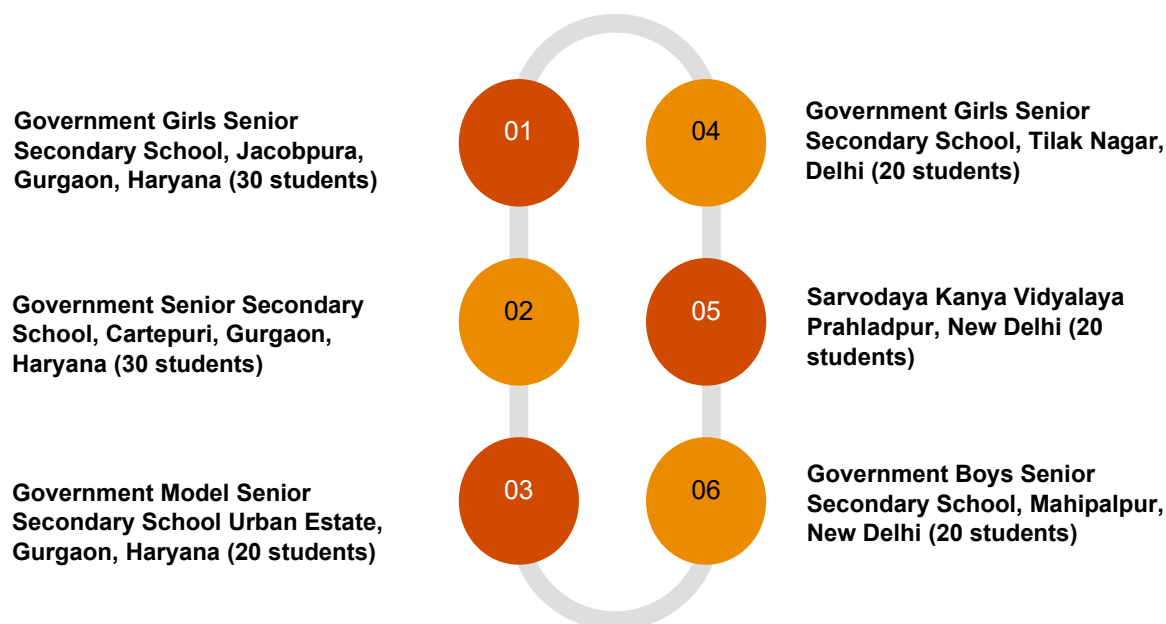 01
Government Girls Senior
Secondary School, Jacobpura,
Gurgaon, Haryana (30 students)
02
Government Senior Secondary
School, Cartepuri, Gurgaon,
Haryana (30 students)
03
Government Model Senior
Secondary School Urban Estate,
Gurgaon, Haryana (20 students)
04
Government Girls Senior
Secondary School, Tilak Nagar,
Delhi (20 students)
05
Sarvodaya Kanya Vidyalaya
Prahladpur, New Delhi (20
students)
06
Government Boys Senior
Secondary School, Mahipalpur,
New Delhi (20 students)